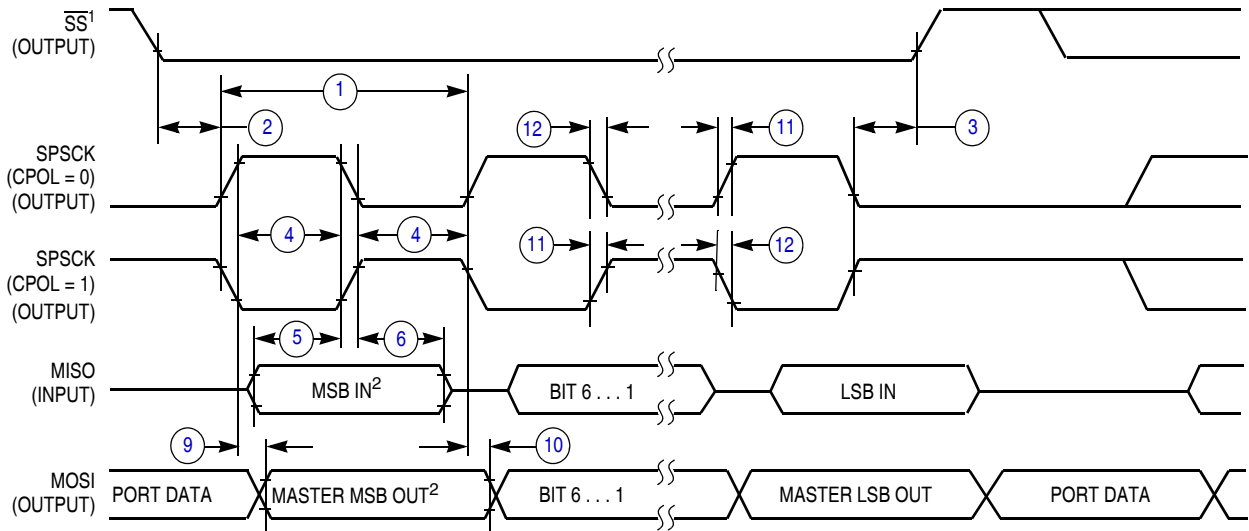 SS¹
(OUTPUT)
1
2
12
11
3
SPSCK
(CPOL = 0)
(OUTPUT)
4
4
11
12
SPSCK
(CPOL = 1)
(OUTPUT)
5
6
MISO
(INPUT)
MSB IN²
BIT 6 . . . 1
LSB IN
9
10
MOSI
(OUTPUT)
PORT DATA
MASTER MSB OUT²
BIT 6 . . . 1
MASTER LSB OUT
PORT DATA